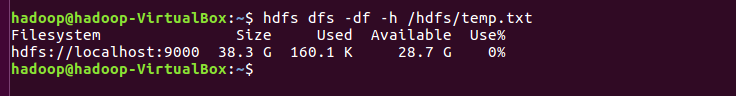 hadoop@hadoop-VirtualBox:~$ hdfs dfs -df -h /hdfs/temp.txt
Filesystem Size Used Available Use%
hdfs://localhost:9000 38.3 G 160.1 K 28.7 G 0%
hadoop@hadoop-VirtualBox:~$